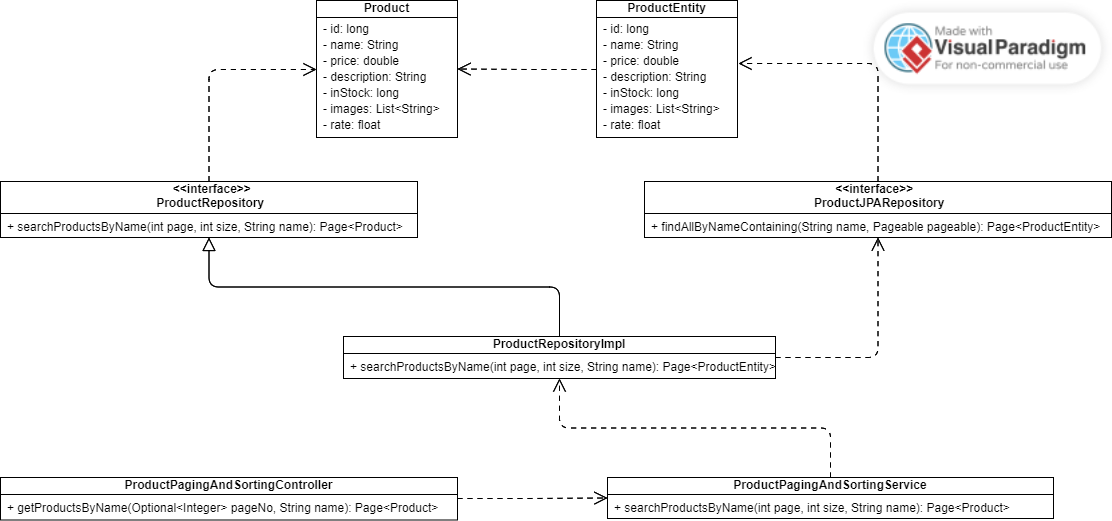 Product
- id: long
- name: String
- price: double
- description: String
- inStock: long
- images: List<String>
- rate: float
ProductEntity
- id: long
- name: String
- price: double
- description: String
- inStock: long
- images: List<String>
- rate: float
Made with
VisualParadigm
For non-commercial use
<<interface>>
ProductRepository
+ searchProductsByName(int page, int size, String name): Page<Product>
<<interface>>
ProductJPARepository
+ findAllByNameContaining(String name, Pageable pageable): Page<ProductEntity>
ProductRepositoryImpl
+ searchProductsByName(int page, int size, String name): Page<ProductEntity>
ProductPagingAndSortingController
+ getProductsByName(Optional<Integer> pageNo, String name): Page<Product>
ProductPagingAndSortingService
+ searchProductsByName(int page, int size, String name): Page<Product>